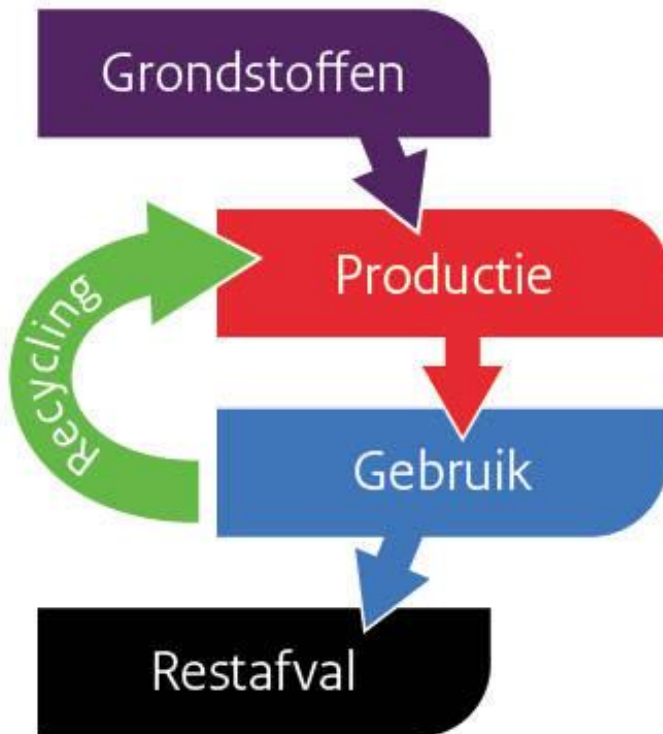 Grondstoffen
Productie
Recycling
Gebruik
Restafval